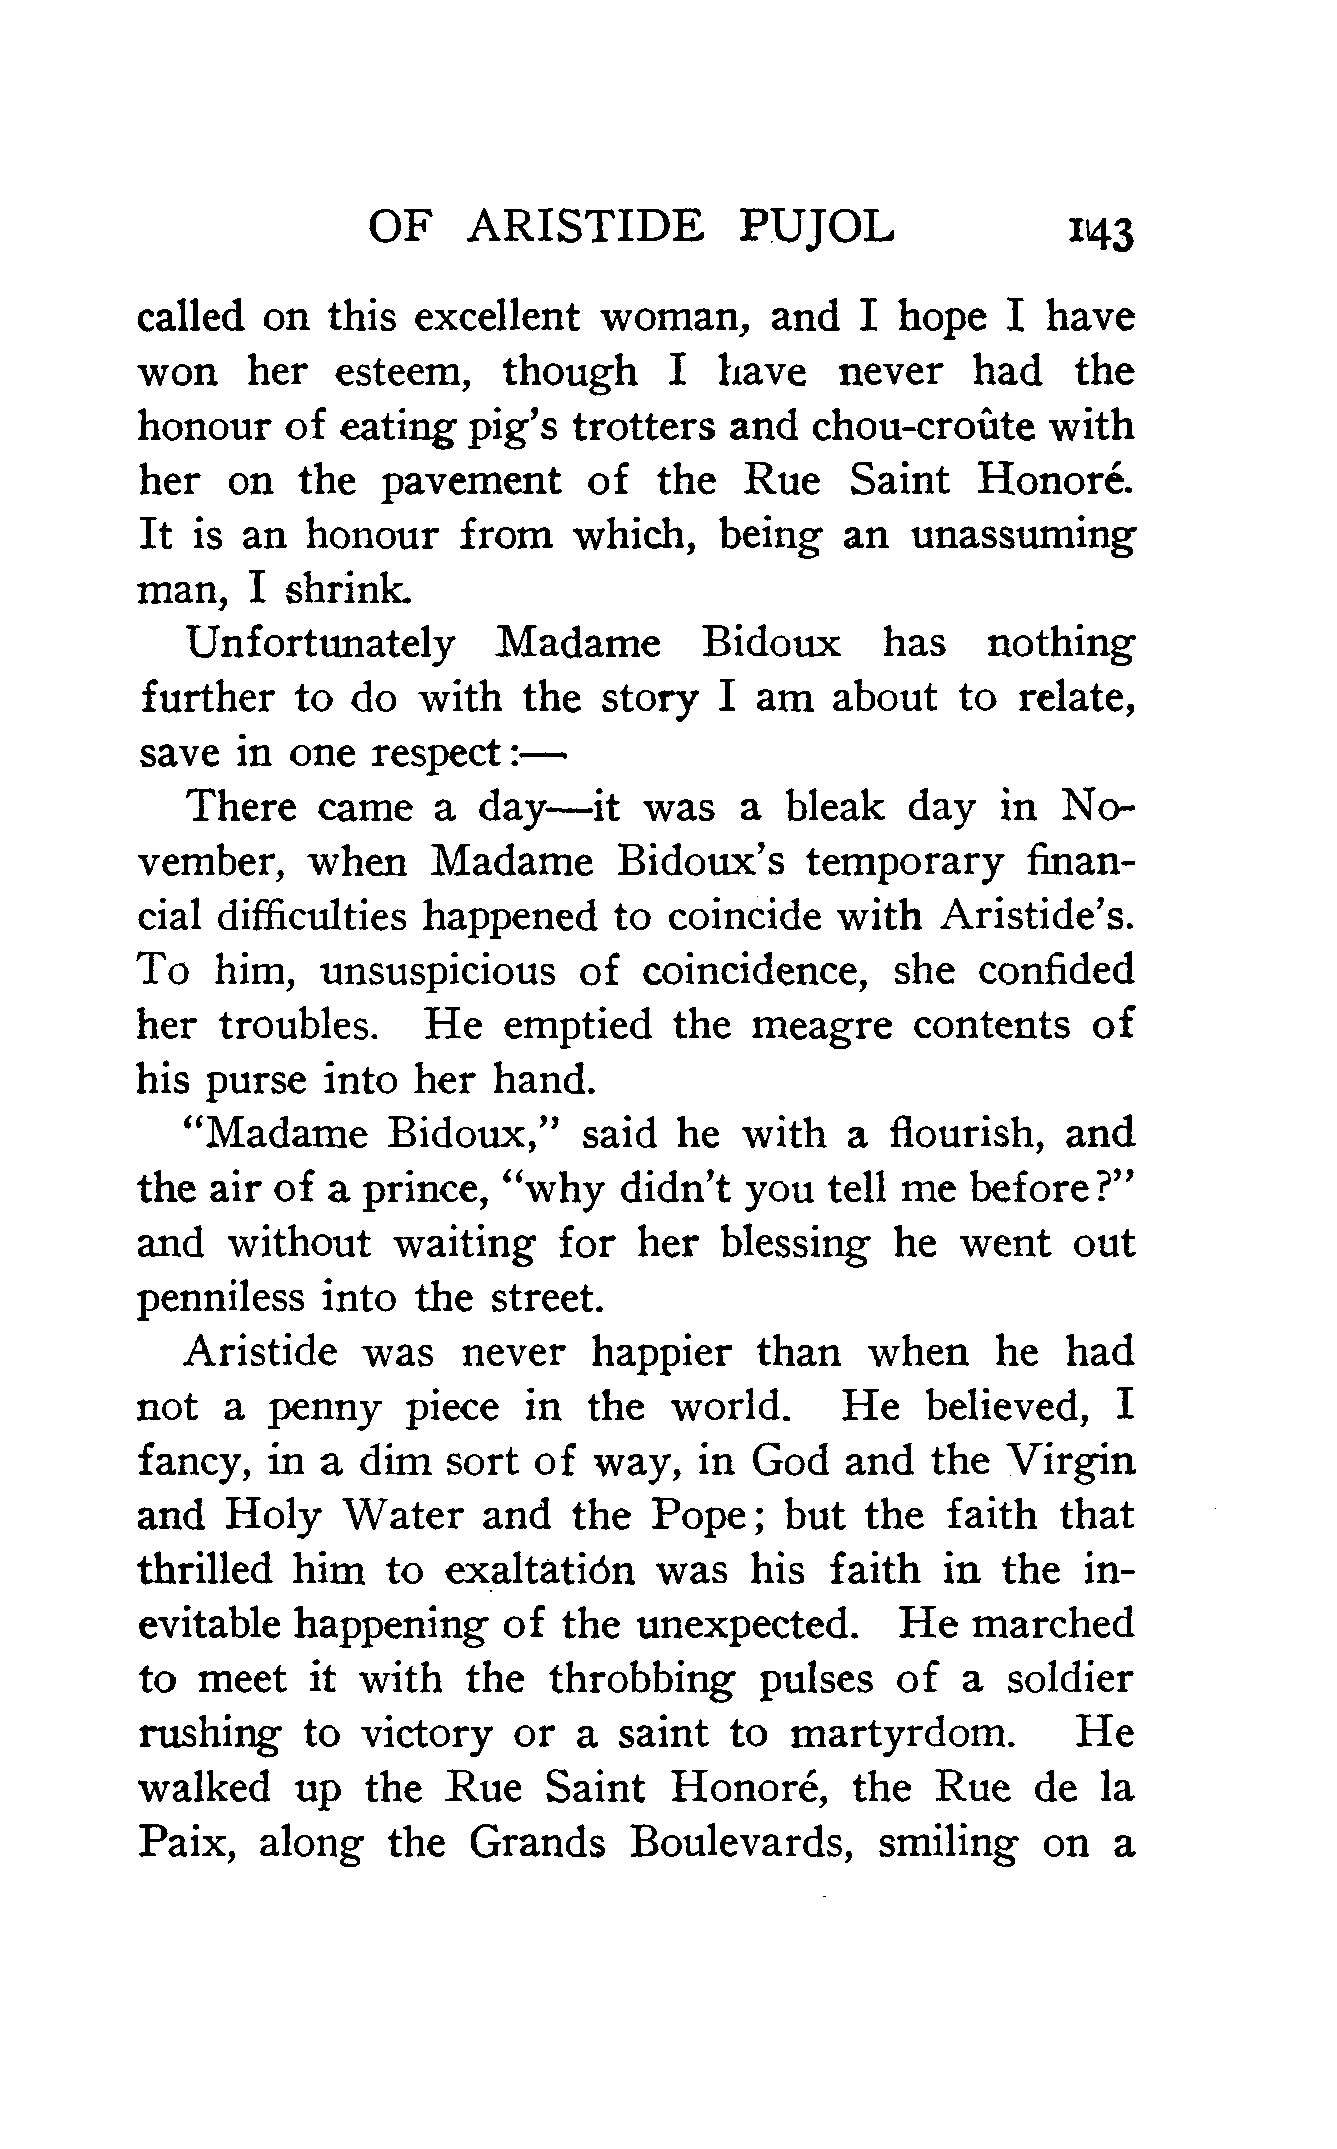 OF ARISTIDE PUJOL 143
called on this excellent woman, and I hope I have
won her esteem, though I have never had the
honour of eating pig's trotters and chou-croûte with
her on the pavement of the Rue Saint Honoré.
It is an honour from which, being an unassuming
man, I shrink.
Unfortunately Madame Bidoux has nothing
further to do with the story I am about to relate,
save in one respect:—
There came a day—it was a bleak day in No-
vember, when Madame Bidoux's temporary finan-
cial difficulties happened to coincide with Aristide's.
To him, unsuspicious of coincidence, she confided
her troubles. He emptied the meagre contents of
his purse into her hand.
"Madame Bidoux," said he with a flourish, and
the air of a prince, "why didn't you tell me before?"
and without waiting for her blessing he went out
penniless into the street.
Aristide was never happier than when he had
not a penny piece in the world. He believed, I
fancy, in a dim sort of way, in God and the Virgin
and Holy Water and the Pope; but the faith that
thrilled him to exaltation was his faith in the in-
evitable happening of the unexpected. He marched
to meet it with the throbbing pulses of a soldier
rushing to victory or a saint to martyrdom. He
walked up the Rue Saint Honoré, the Rue de la
Paix, along the Grands Boulevards, smiling on a